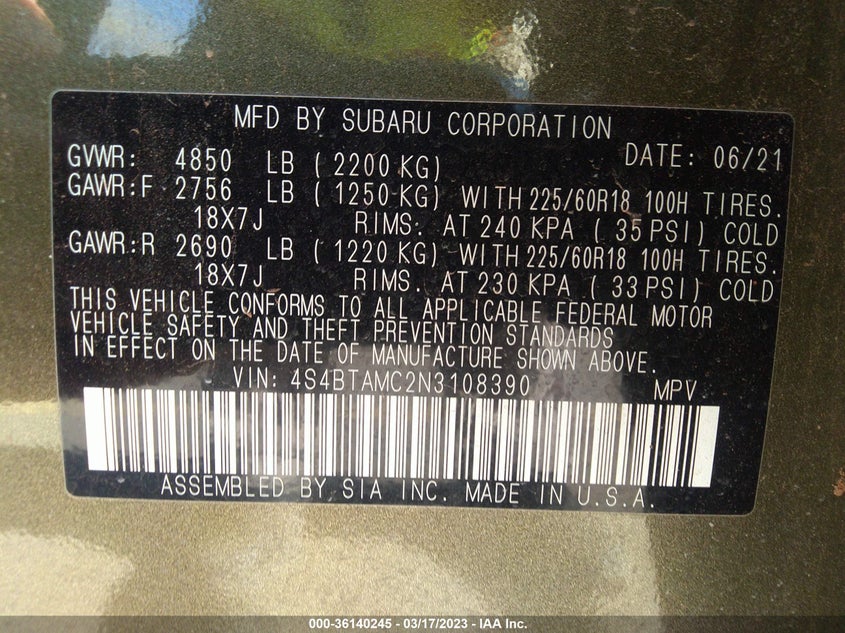 MFD BY SUBARU CORPORATION
GVWR: 4850 LB ( 2200 KG) DATE: 06/21
GAWR:F 2756 LB ( 1250 KG) WITH 225/60R18 100H TIRES.
18X7J RIMS. AT 240 KPA ( 35 PSI) COLD
GAWR:R 2690 LB ( 1220 KG) WITH 225/60R18 100H TIRES.
18X7J RIMS. AT 230 KPA ( 33 PSI) COLD
THIS VEHICLE CONFORMS TO ALL APPLICABLE FEDERAL MOTOR
VEHICLE SAFETY AND THEFT PREVENTION STANDARDS
IN EFFECT ON THE DATE OF MANUFACTURE SHOWN ABOVE.
VIN: 4S4BTAMC2N3108390 MPV
ASSEMBLED BY SIA INC. MADE IN U.S.A.
000-36140245 - 03/17/2023 - IAA Inc.